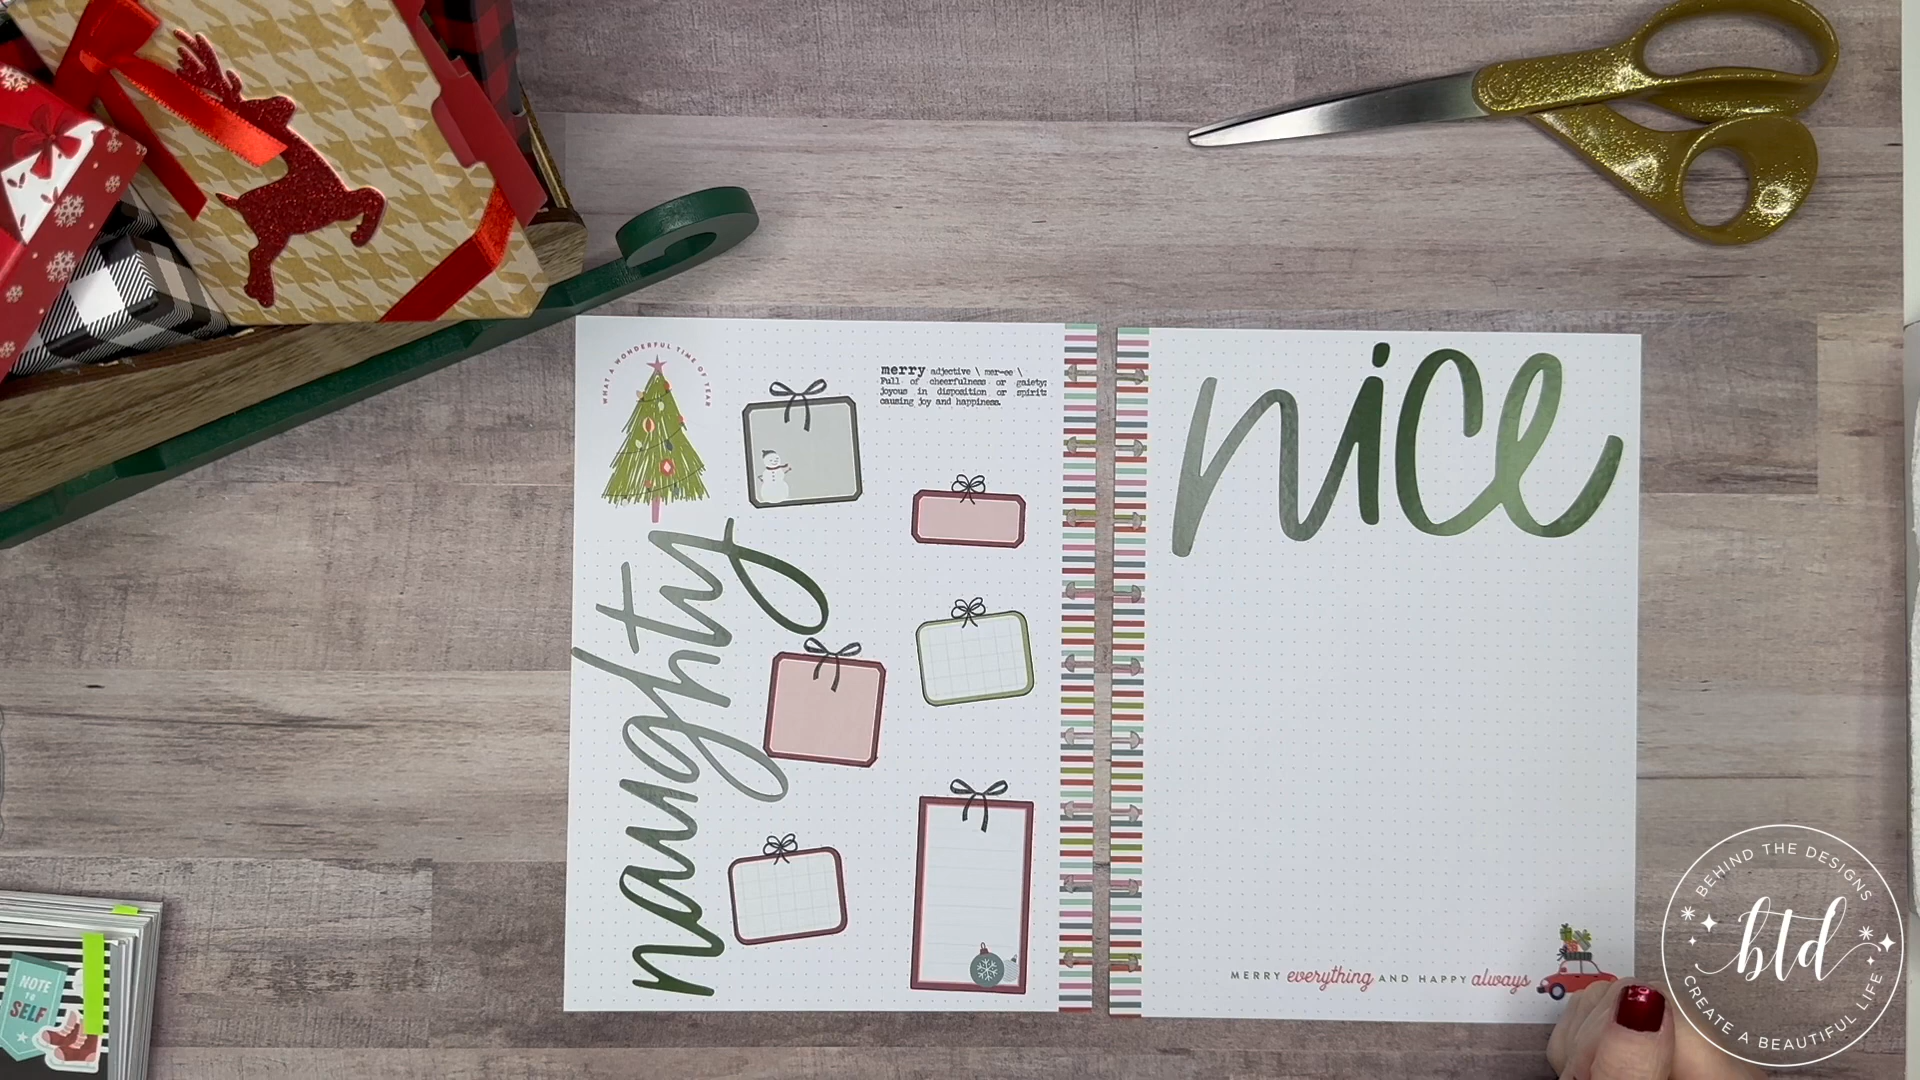 WHAT A WONDERFUL TIME OF YEAR
merry adjective \ mer-ee \
Full of cheerfulness or gaiety;
joyous in disposition or spirit;
causing joy and happiness.
naughty
nice
MERRY everything AND HAPPY always
NOTE
TO
SELF
BEHIND THE DESIGNS
btd
CREATE A BEAUTIFUL LIFE